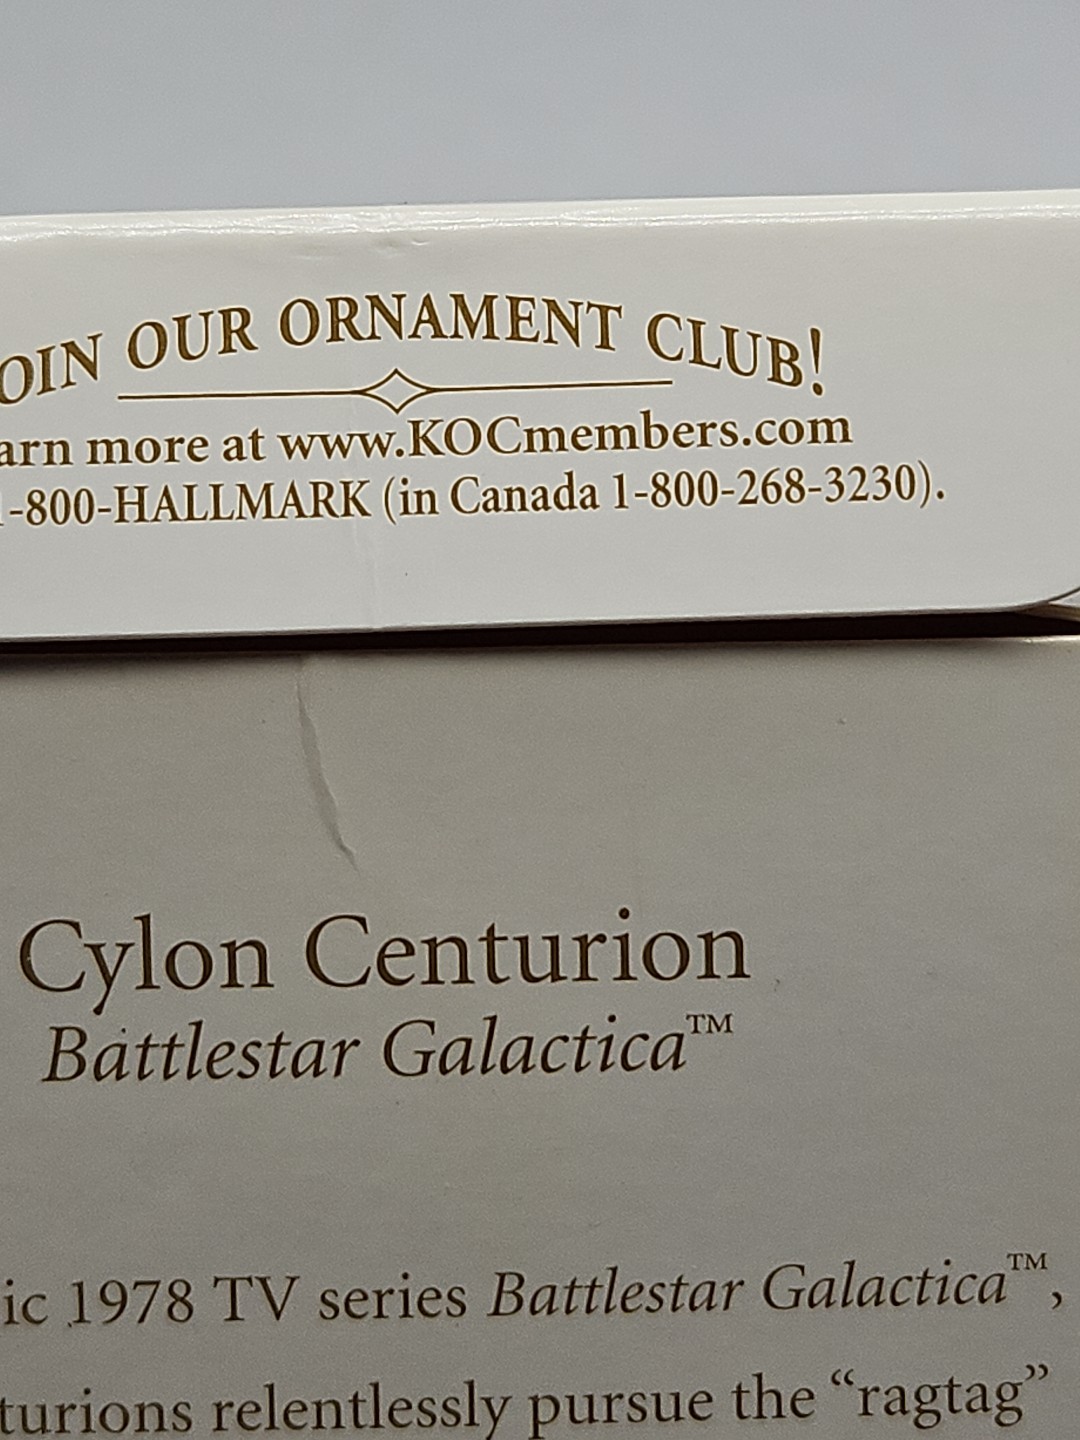 OIN OUR ORNAMENT CLUB!
arn more at www.KOCmembers.com
1-800-HALLMARK (in Canada 1-800-268-3230).
Cylon Centurion
Battlestar Galactica™
ic 1978 TV series Battlestar Galactica™,
turions relentlessly pursue the “ragtag”